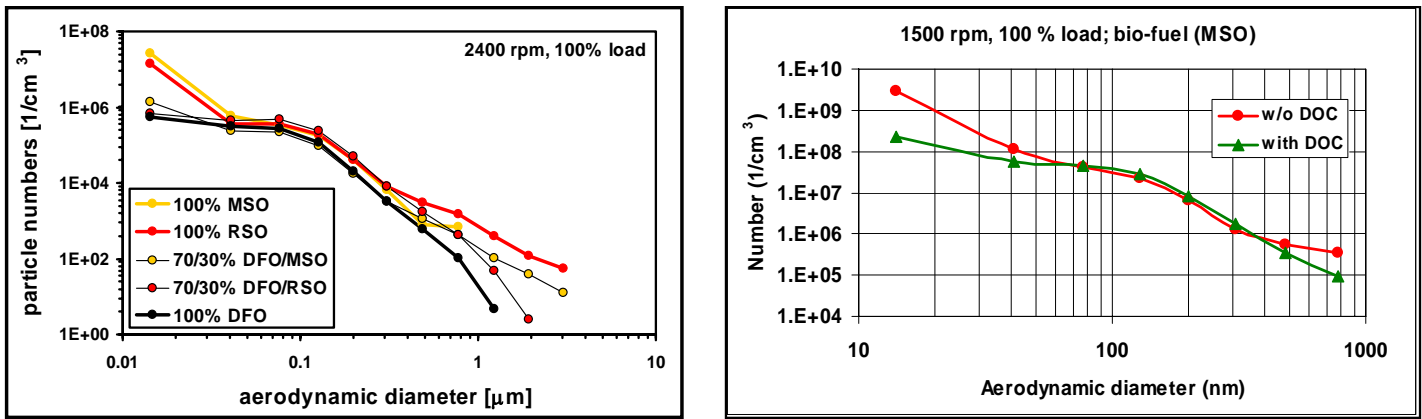 2400 rpm, 100% load
particle numbers [1/cm ³]
1E+08
1E+06
1E+04
1E+02
1E+00
100% MSO
100% RSO
70/30% DFO/MSO
70/30% DFO/RSO
100% DFO
0.01
0.1
1
10
aerodynamic diameter [μm]
1500 rpm, 100 % load; bio-fuel (MSO)
Number (1/cm ³)
1.E+10
1.E+09
1.E+08
1.E+07
1.E+06
1.E+05
1.E+04
w/o DOC
with DOC
10
100
1000
Aerodynamic diameter (nm)